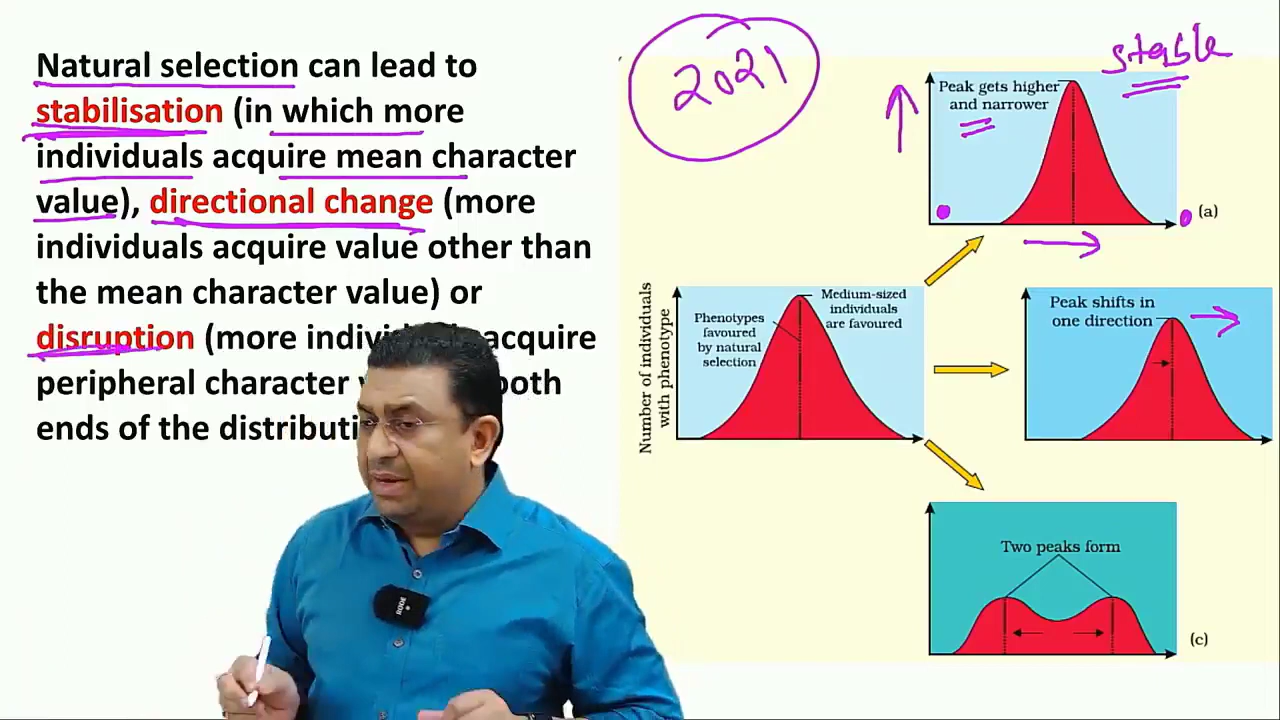 Natural selection can lead to
stabilisation (in which more
individuals acquire mean character
value), directional change (more
individuals acquire value other than
the mean character value) or
disruption (more acquire
peripheral character both
ends of the
2021
stable
Peak gets higher
and narrower
(a)
Number of individuals
with phenotype
Phenotypes
favoured
by natural
selection
Medium-sized
individuals
are favoured
Peak shifts in
one direction
Two peaks form
(c)
RODE